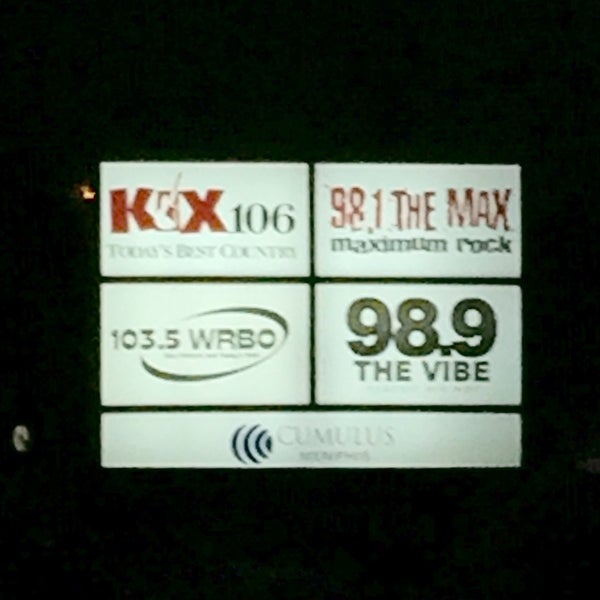 KIX 106
TODAY'S BEST COUNTRY
98.1 THE MAX
maximum rock
103.5 WRBO
98.9
THE VIBE
CUMULUS
MEMPHIS